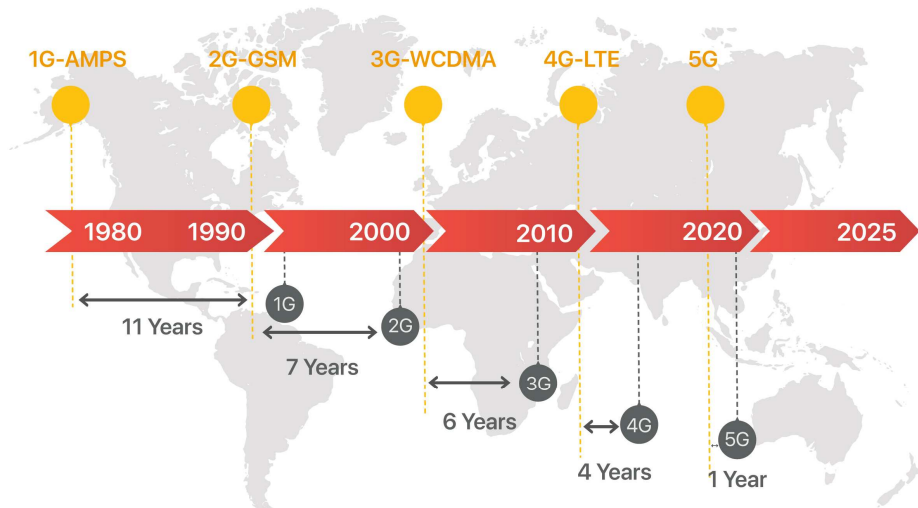 1G-AMPS
2G-GSM
3G-WCDMA
4G-LTE
5G
1980
1990
2000
2010
2020
2025
1G
11 Years
2G
7 Years
3G
6 Years
4G
4 Years
5G
1 Year